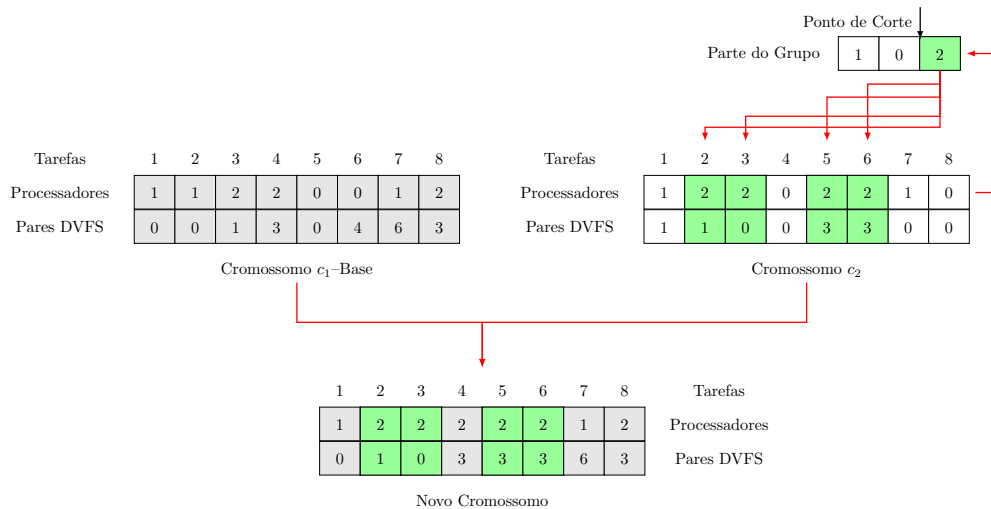 Ponto de Corte
Parte do Grupo 1 0 2
Tarefas 1 2 3 4 5 6 7 8
Processadores 1 1 2 2 0 0 1 2
Pares DVFS 0 0 1 3 0 4 6 3
Cromossomo c₁–Base
Tarefas 1 2 3 4 5 6 7 8
Processadores 1 2 2 0 2 2 1 0
Pares DVFS 1 1 0 0 3 3 0 0
Cromossomo c₂
1 2 3 4 5 6 7 8 Tarefas
1 2 2 2 2 2 1 2 Processadores
0 1 0 3 3 3 6 3 Pares DVFS
Novo Cromossomo